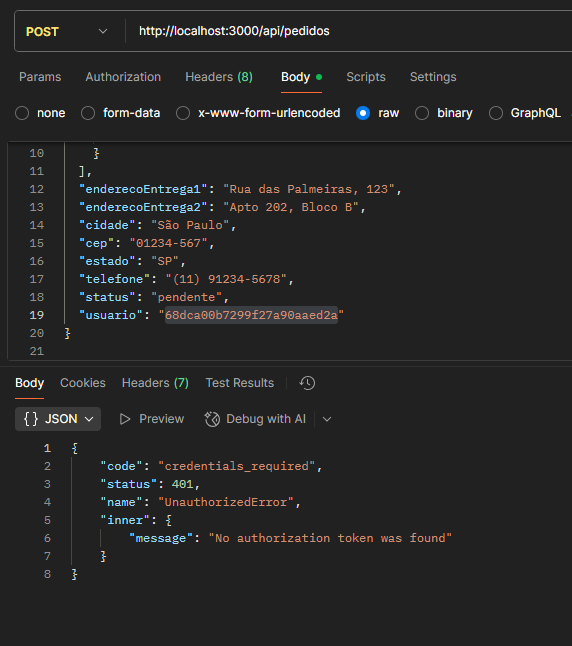 POST http://localhost:3000/api/pedidos
Params Authorization Headers (8) Body Scripts Settings
none form-data x-www-form-urlencoded raw binary GraphQL
10 }
11 ],
12 "enderecoEntrega1": "Rua das Palmeiras, 123",
13 "enderecoEntrega2": "Apto 202, Bloco B",
14 "cidade": "São Paulo",
15 "cep": "01234-567",
16 "estado": "SP",
17 "telefone": "(11) 91234-5678",
18 "status": "pendente",
19 "usuario": "68dca00b7299f27a90aaed2a"
20 }
21
Body Cookies Headers (7) Test Results
{} JSON Preview Debug with AI
1 {
2 "code": "credentials_required",
3 "status": 401,
4 "name": "UnauthorizedError",
5 "inner": {
6 "message": "No authorization token was found"
7 }
8 }